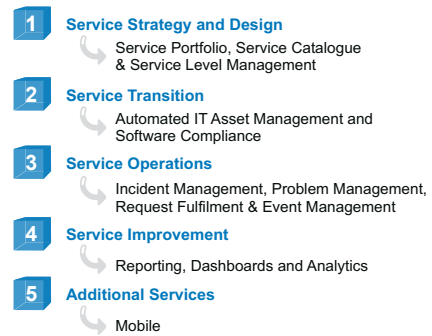 1 Service Strategy and Design
Service Portfolio, Service Catalogue
& Service Level Management
2 Service Transition
Automated IT Asset Management and
Software Compliance
3 Service Operations
Incident Management, Problem Management,
Request Fulfilment & Event Management
4 Service Improvement
Reporting, Dashboards and Analytics
5 Additional Services
Mobile